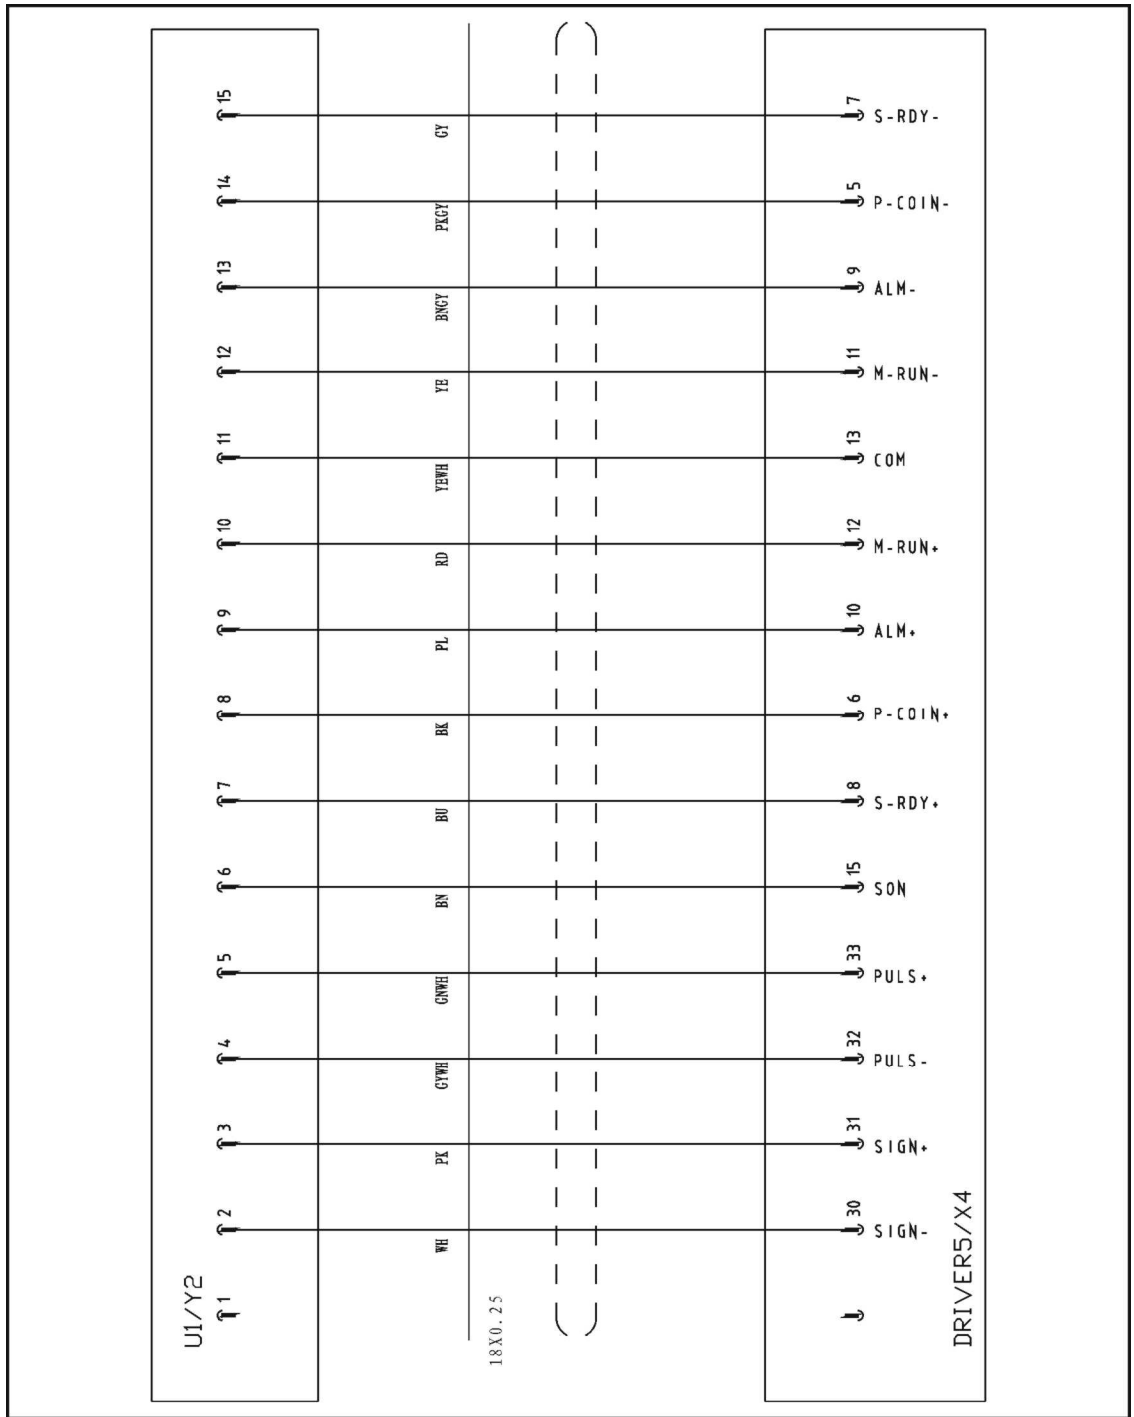 15 GY 7 S-RDY-
14 PKGY 5 P-COIN-
13 BNGY 9 ALM-
12 YE 11 M-RUN-
11 YEWH 13 COM
10 RD 12 M-RUN+
9 PL 10 ALM+
8 BK 6 P-COIN+
7 BU 8 S-RDY+
6 BN 15 SON
5 GNWH 33 PULS+
4 GYWH 32 PULS-
3 PK 31 SIGN+
2 WH 30 SIGN-
1
U1/Y2
18X0.25
DRIVER5/X4